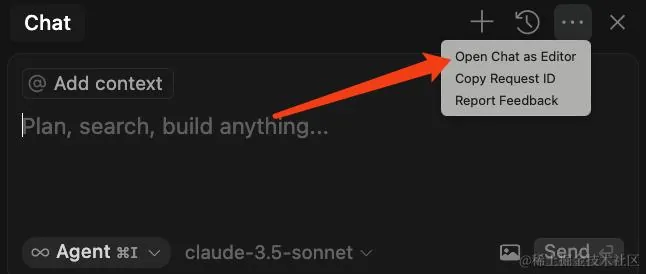 Chat
Open Chat as Editor
Copy Request ID
Report Feedback
@ Add context
Plan, search, build anything...
∞ Agent ⌘I claude-3.5-sonnet Send ⏎
@稀土掘金技术社区